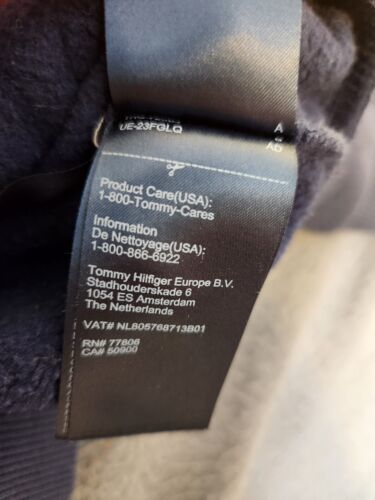 UE-23FGLQ
A
AD
Product Care(USA):
1-800-Tommy-Cares
Information
De Nettoyage(USA):
1-800-866-6922
Tommy Hilfiger Europe B.V.
Stadhouderskade 6
1054 ES Amsterdam
The Netherlands
VAT# NL805768713B01
RN# 77806
CA# 50900